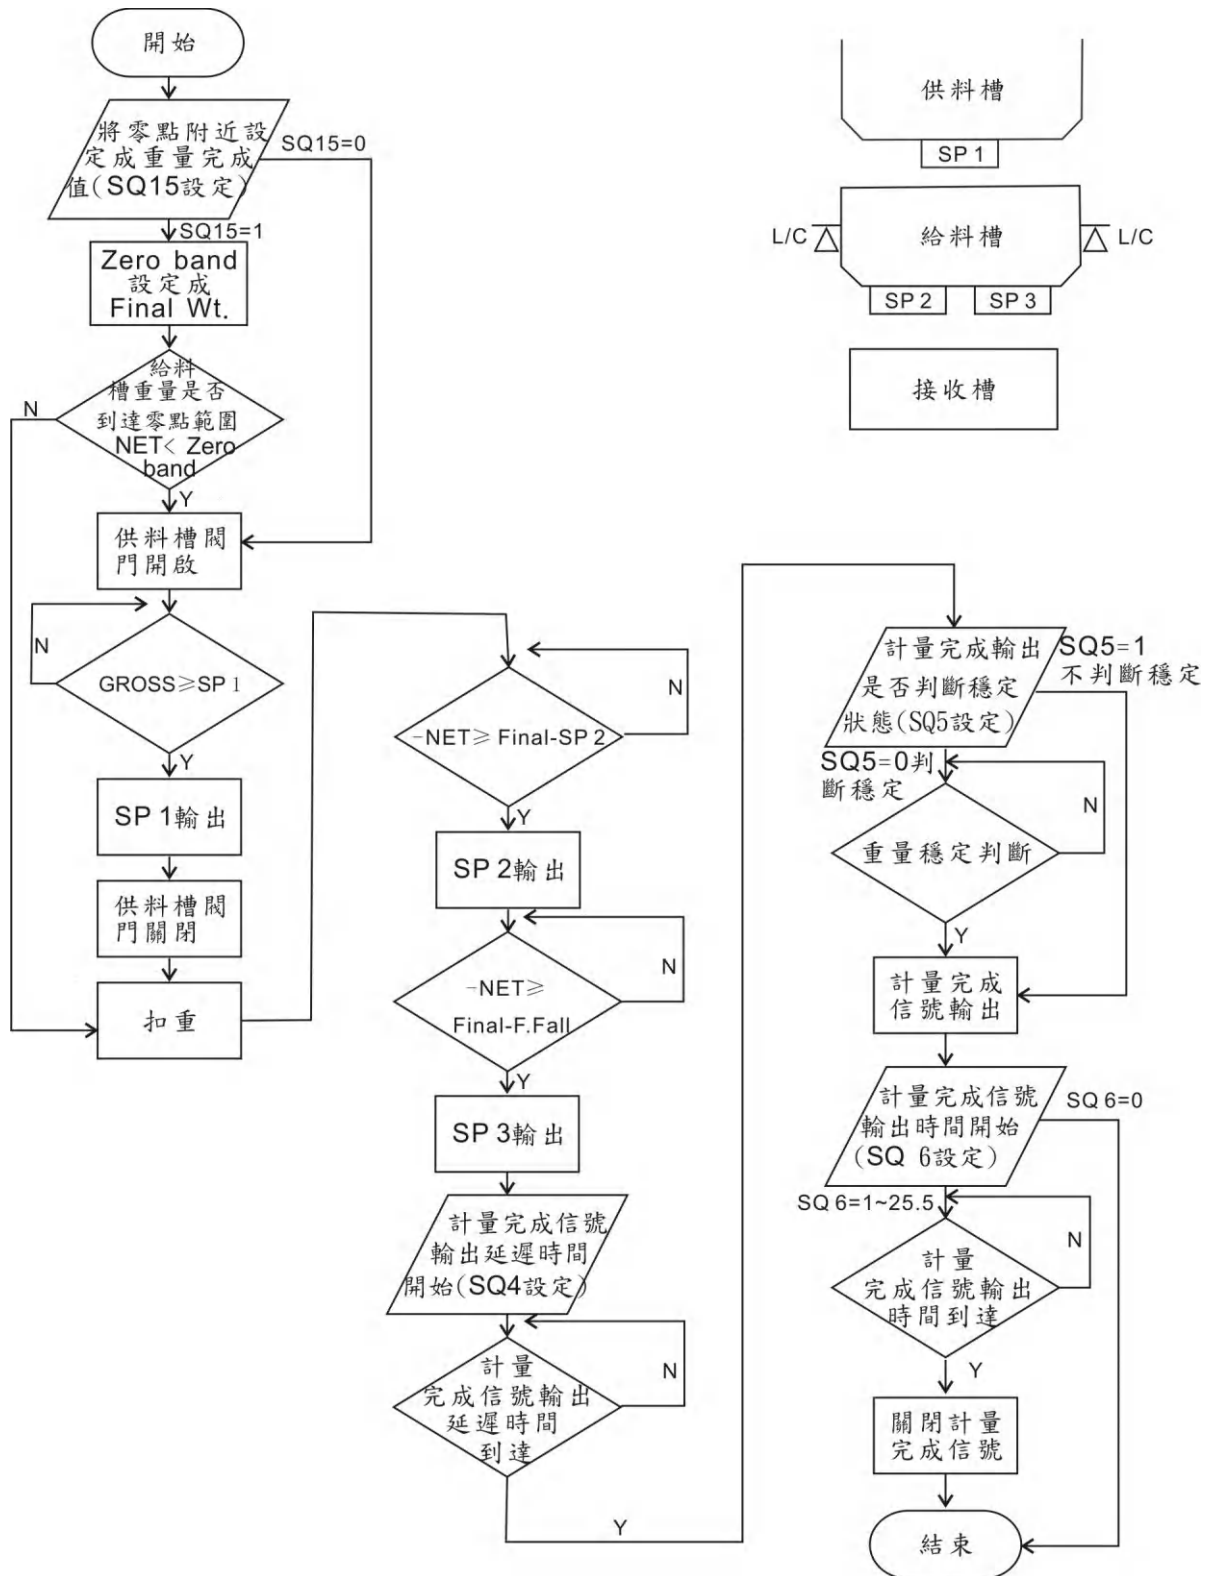 開始
將零點附近設
定成重量完成
值(SQ15設定)
SQ15=0
SQ15=1
Zero band
設定成
Final Wt.
給料
槽重量是否
到達零點範圍
NET< Zero
band
N
Y
供料槽閥
門開啟
N
GROSS≥SP 1
Y
SP 1輸出
供料槽閥
門關閉
扣重
-NET≥ Final-SP 2
N
Y
SP 2輸出
-NET≥
Final-F.Fall
N
Y
SP 3輸出
計量完成信號
輸出延遲時間
開始(SQ4設定)
計量
完成信號輸出
延遲時間
到達
N
Y
供料槽
SP 1
L/C
給料槽
L/C
SP 2
SP 3
接收槽
計量完成輸出
是否判斷穩定
狀態(SQ5設定)
SQ5=1
不判斷穩定
SQ5=0判
斷穩定
重量穩定判斷
N
Y
計量完成
信號輸出
計量完成信號
輸出時間開始
(SQ 6設定)
SQ 6=0
SQ 6=1~25.5
計量
完成信號輸出
時間到達
N
Y
關閉計量
完成信號
結束